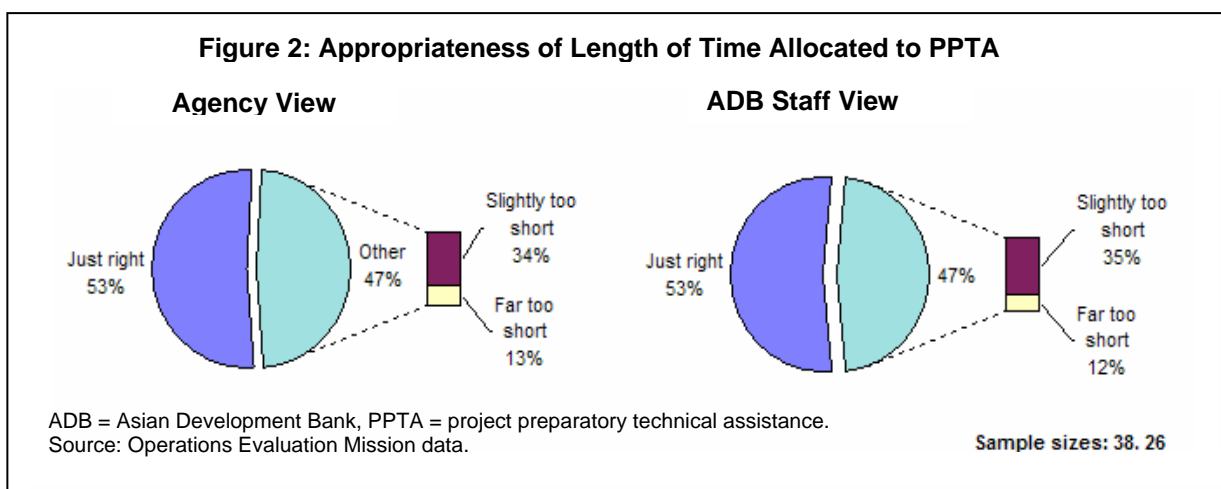 Figure 2: Appropriateness of Length of Time Allocated to PPTA
Agency View
Just right
53%
Other
47%
Slightly too
short
34%
Far too
short
13%
ADB Staff View
Just right
53%
47%
Slightly too
short
35%
Far too
short
12%
ADB = Asian Development Bank, PPTA = project preparatory technical assistance.
Source: Operations Evaluation Mission data.
Sample sizes: 38. 26